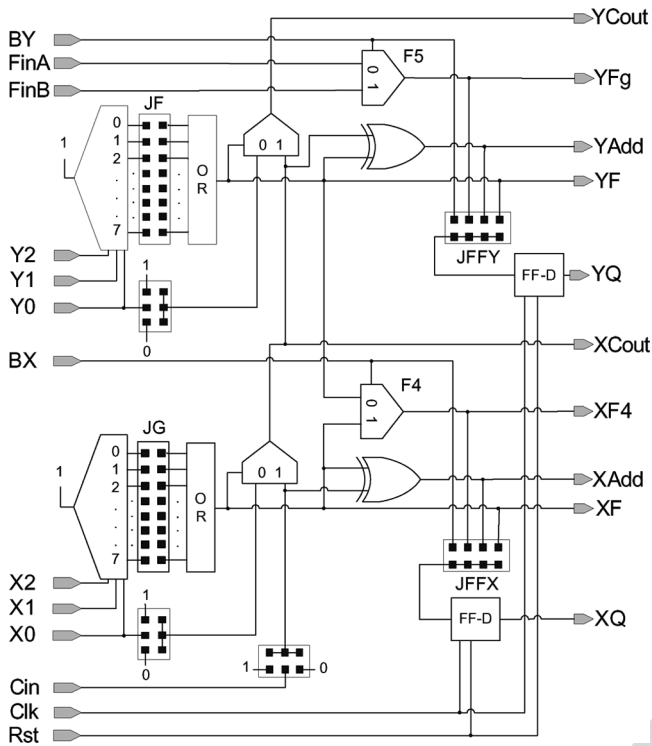 YCout
BY
F5
FinA
0
FinB
1
YFg
JF
0
1
1
2
O
R
7
0 1
YAdd
YF
Y2
Y1
Y0
1
0
JFFY
FF-D
YQ
XCout
BX
F4
0
1
XF4
JG
0
1
1
2
O
R
7
0 1
XAdd
XF
X2
X1
X0
1
0
JFFX
FF-D
XQ
1
0
Cin
Clk
Rst